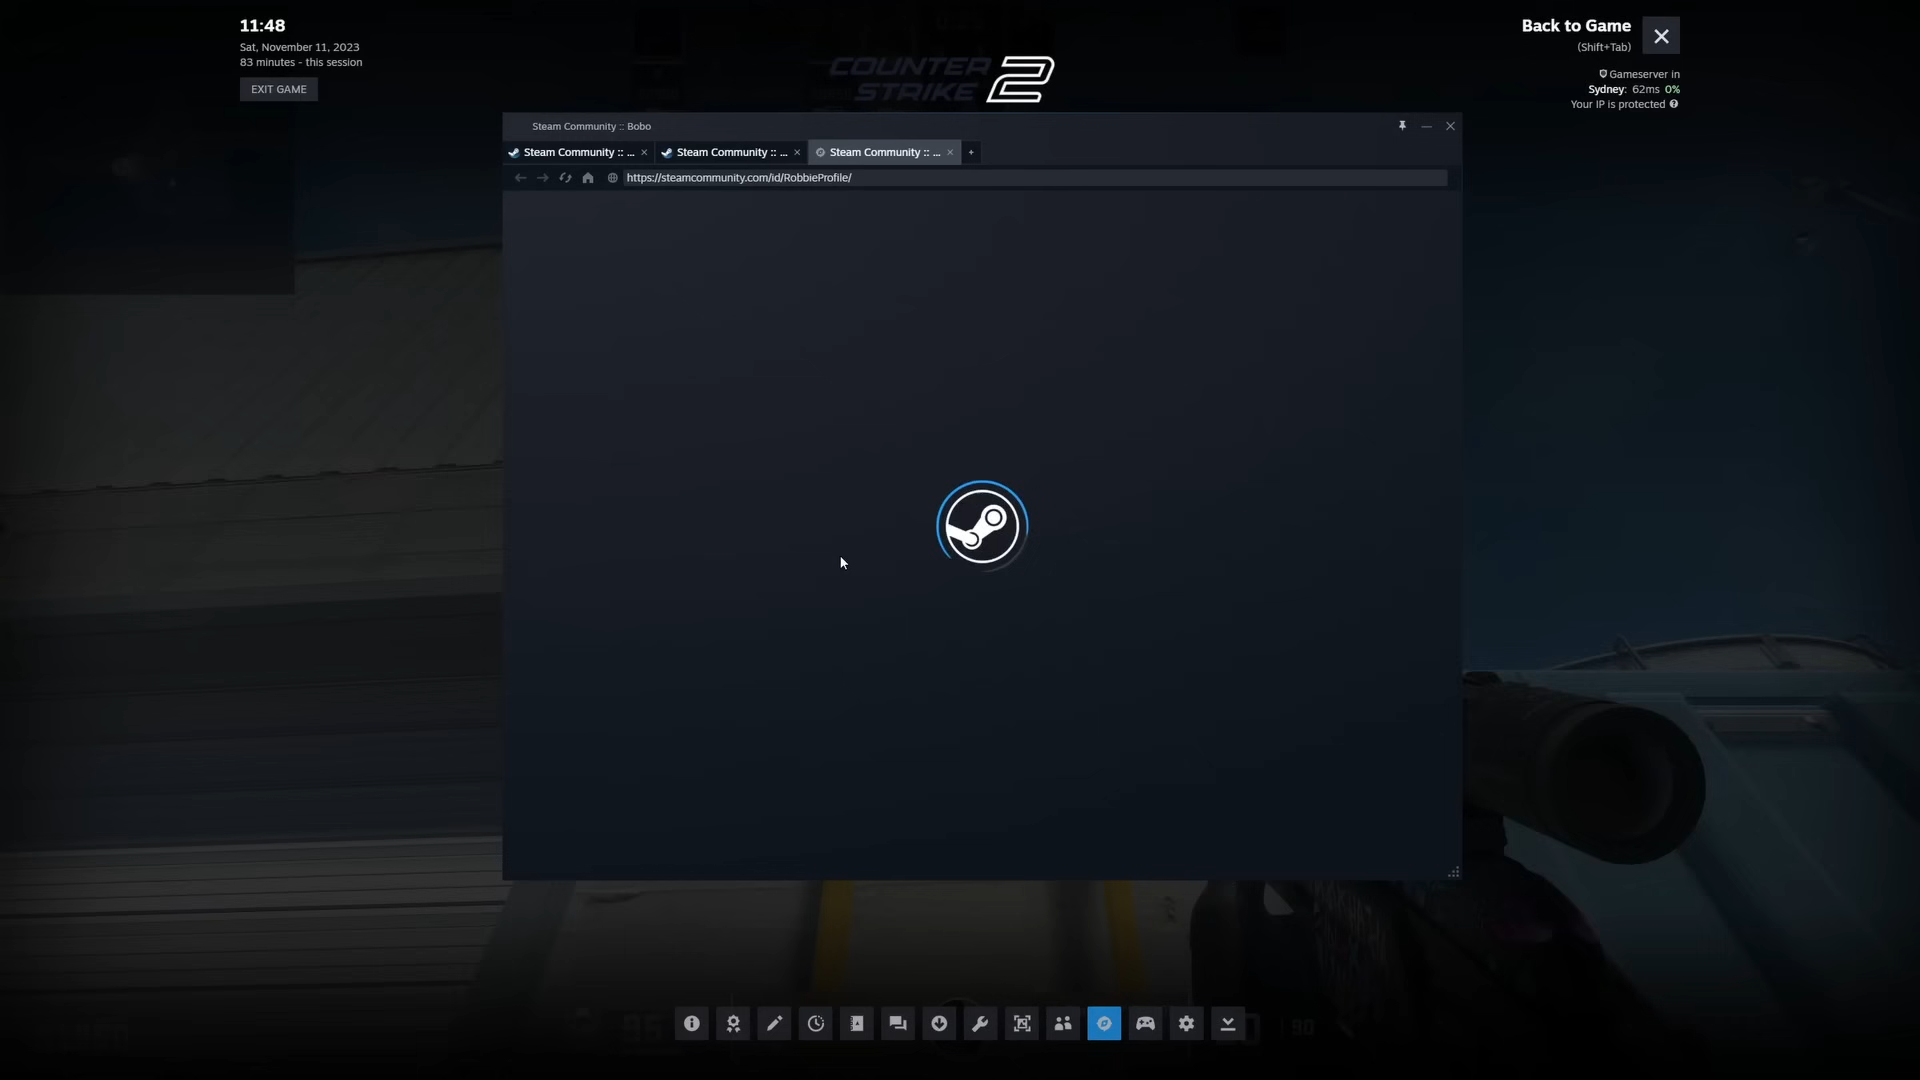 11:48
Sat, November 11, 2023
83 minutes - this session
EXIT GAME
COUNTER
STRIKE 2
Back to Game
(Shift+Tab)
Gameserver in
Sydney: 62ms 0%
Your IP is protected
Steam Community :: Bobo
Steam Community :: ...
Steam Community :: ...
Steam Community :: ...
https://steamcommunity.com/id/RobbieProfile/
95
90